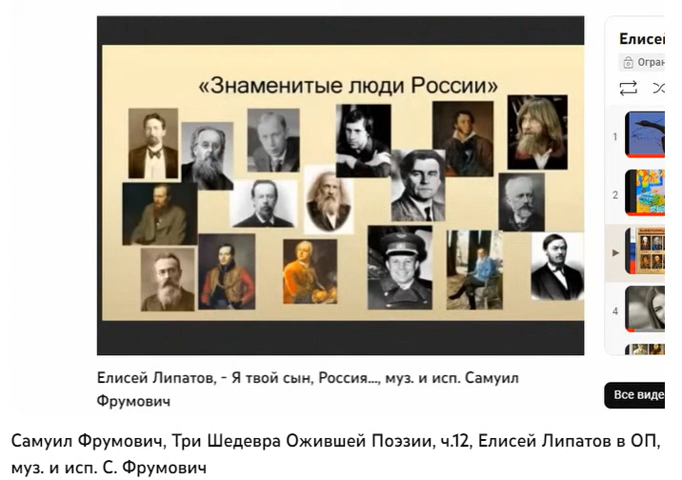 «Знаменитые люди России»
Елисей
Огран
1
2
4
Елисей Липатов, - Я твой сын, Россия..., муз. и исп. Самуил
Фрумович
Все виде
Самуил Фрумович, Три Шедевра Ожившей Поэзии, ч.12, Елисей Липатов в ОП,
муз. и исп. С. Фрумович